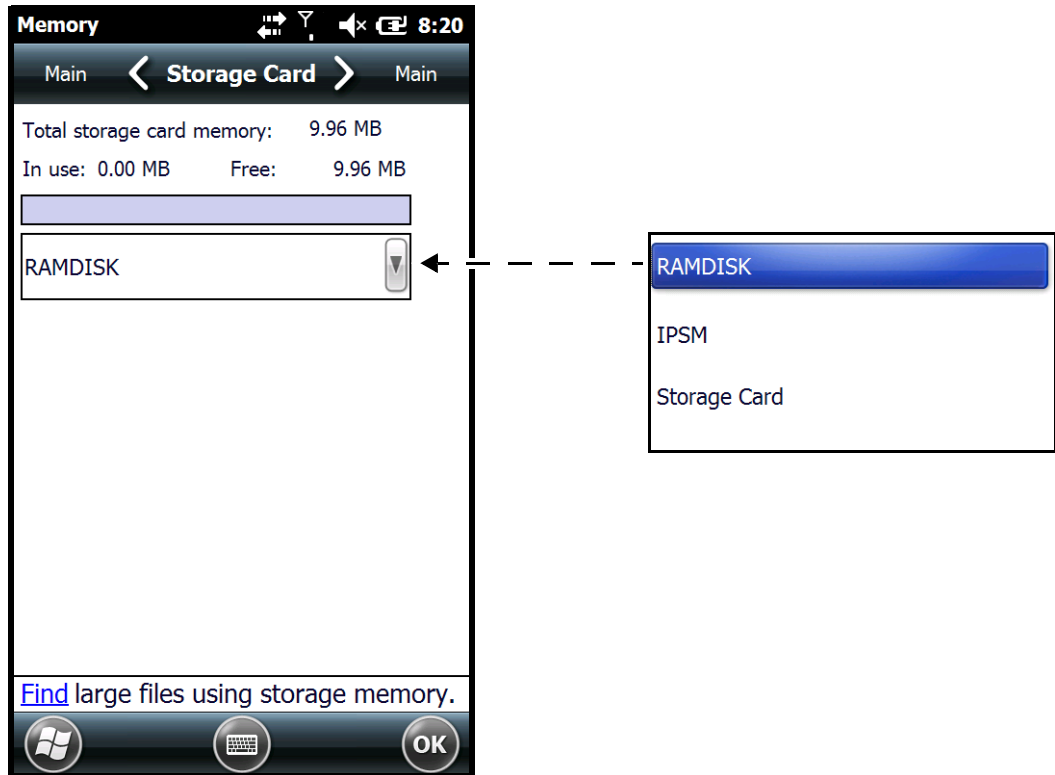 Memory 8:20
Main Storage Card Main
Total storage card memory: 9.96 MB
In use: 0.00 MB Free: 9.96 MB
RAMDISK
RAMDISK
IPSM
Storage Card
Find large files using storage memory.
OK